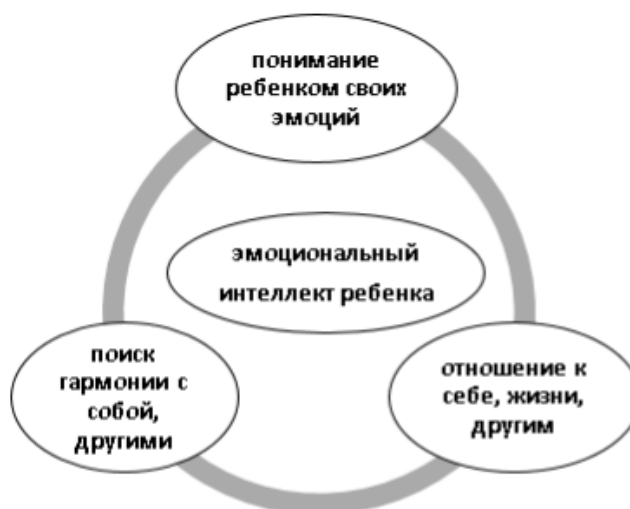 понимание
ребенком своих
эмоций
эмоциональный
интеллект ребенка
поиск
гармонии с
собой,
другими
отношение к
себе, жизни,
другим